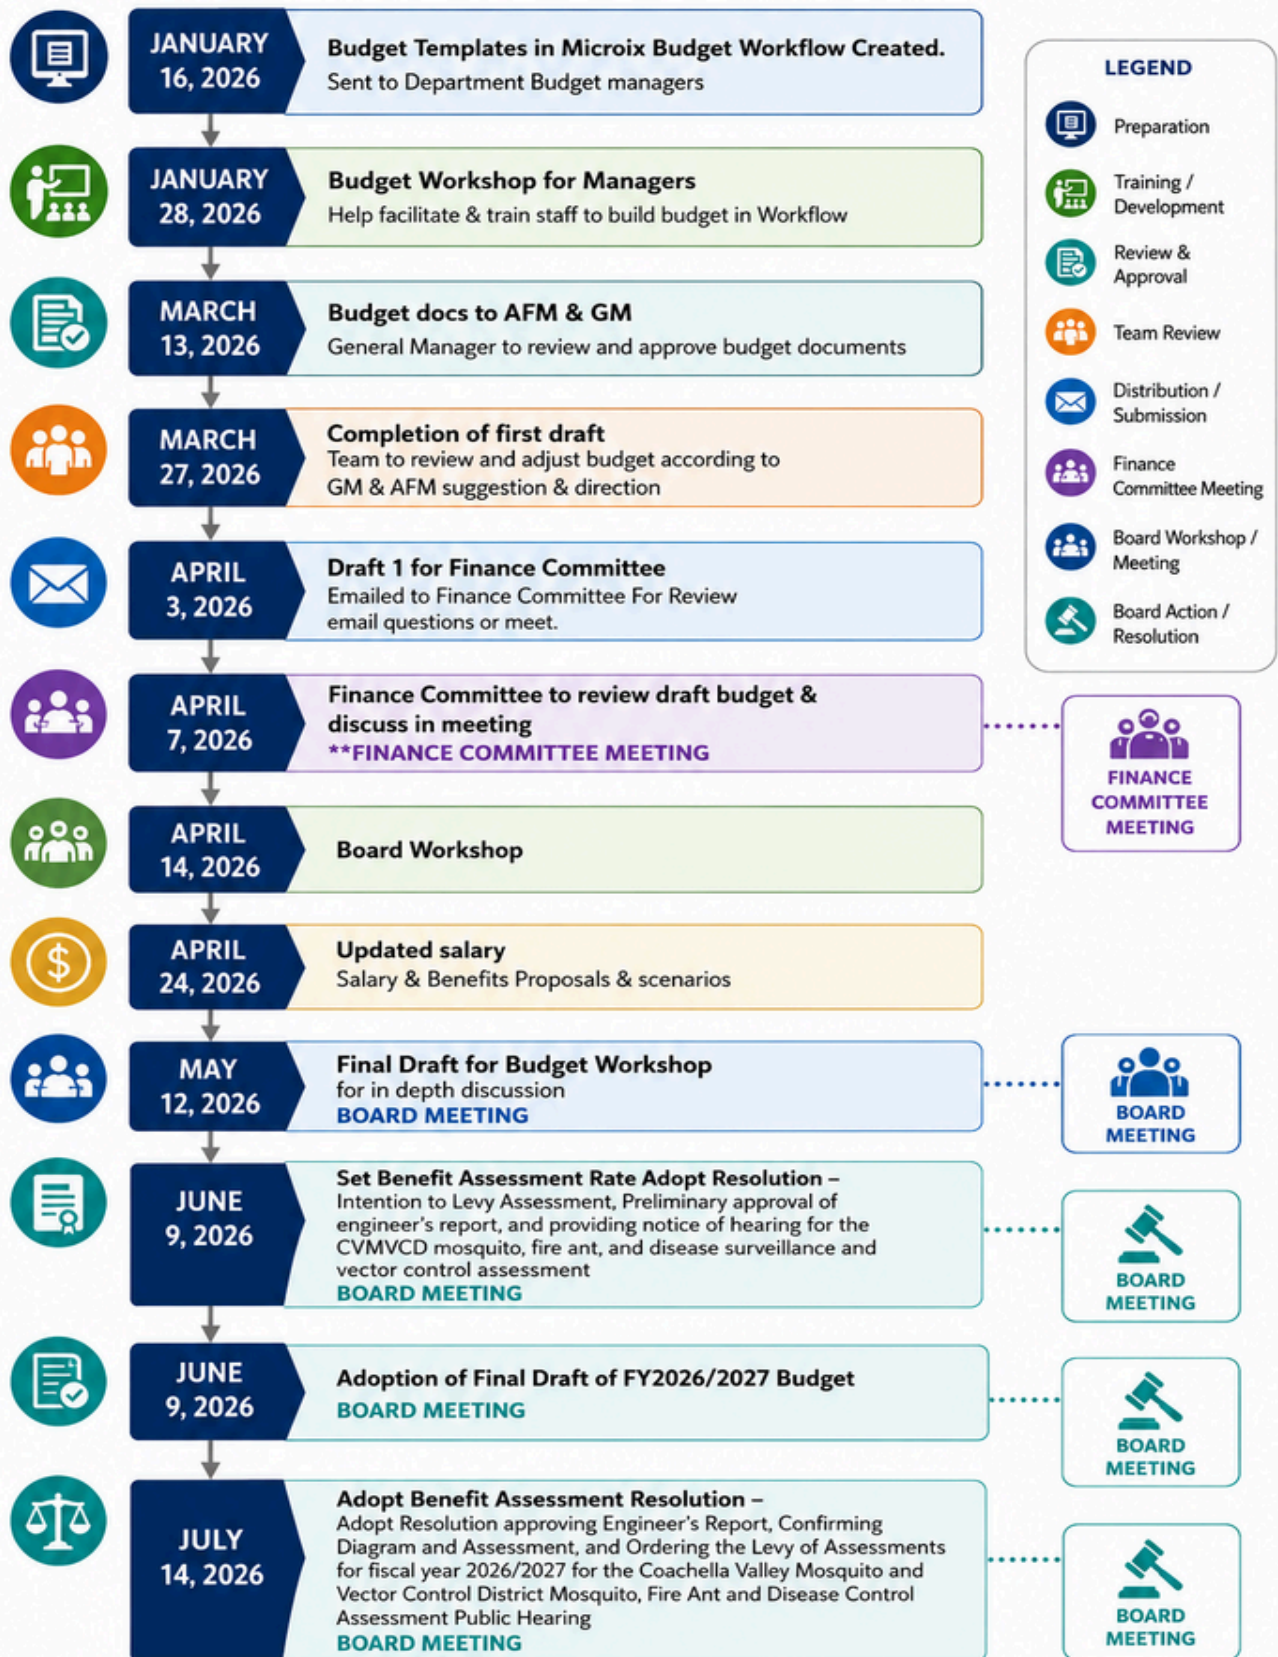 JANUARY
16, 2026
Budget Templates in Microix Budget Workflow Created.
Sent to Department Budget managers
JANUARY
28, 2026
Budget Workshop for Managers
Help facilitate & train staff to build budget in Workflow
MARCH
13, 2026
Budget docs to AFM & GM
General Manager to review and approve budget documents
MARCH
27, 2026
Completion of first draft
Team to review and adjust budget according to
GM & AFM suggestion & direction
APRIL
3, 2026
Draft 1 for Finance Committee
Emailed to Finance Committee For Review
email questions or meet.
APRIL
7, 2026
Finance Committee to review draft budget &
discuss in meeting
**FINANCE COMMITTEE MEETING
FINANCE
COMMITTEE
MEETING
APRIL
14, 2026
Board Workshop
APRIL
24, 2026
Updated salary
Salary & Benefits Proposals & scenarios
MAY
12, 2026
Final Draft for Budget Workshop
for in depth discussion
BOARD MEETING
BOARD
MEETING
JUNE
9, 2026
Set Benefit Assessment Rate Adopt Resolution –
Intention to Levy Assessment, Preliminary approval of
engineer's report, and providing notice of hearing for the
CVMVCD mosquito, fire ant, and disease surveillance and
vector control assessment
BOARD MEETING
BOARD
MEETING
JUNE
9, 2026
Adoption of Final Draft of FY2026/2027 Budget
BOARD MEETING
BOARD
MEETING
JULY
14, 2026
Adopt Benefit Assessment Resolution –
Adopt Resolution approving Engineer's Report, Confirming
Diagram and Assessment, and Ordering the Levy of Assessments
for fiscal year 2026/2027 for the Coachella Valley Mosquito and
Vector Control District Mosquito, Fire Ant and Disease Control
Assessment Public Hearing
BOARD MEETING
BOARD
MEETING
LEGEND
Preparation
Training /
Development
Review &
Approval
Team Review
Distribution /
Submission
Finance
Committee Meeting
Board Workshop /
Meeting
Board Action /
Resolution